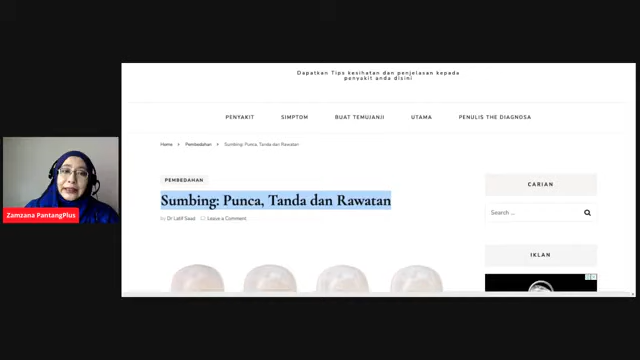 Dapatkan Tips kesihatan dan penjelasan kepada
penyakit anda disini
PENYAKIT SIMPTOM BUAT TEMUJANJI UTAMA PENULIS THE DIAGNOSA
Home Pembedahan Sumbing: Punca, Tanda dan Rawatan
PEMBEDAHAN
Sumbing: Punca, Tanda dan Rawatan
by Dr Latif Saad Leave a Comment
CARIAN
Search ...
IKLAN
Zamzana PantangPlus